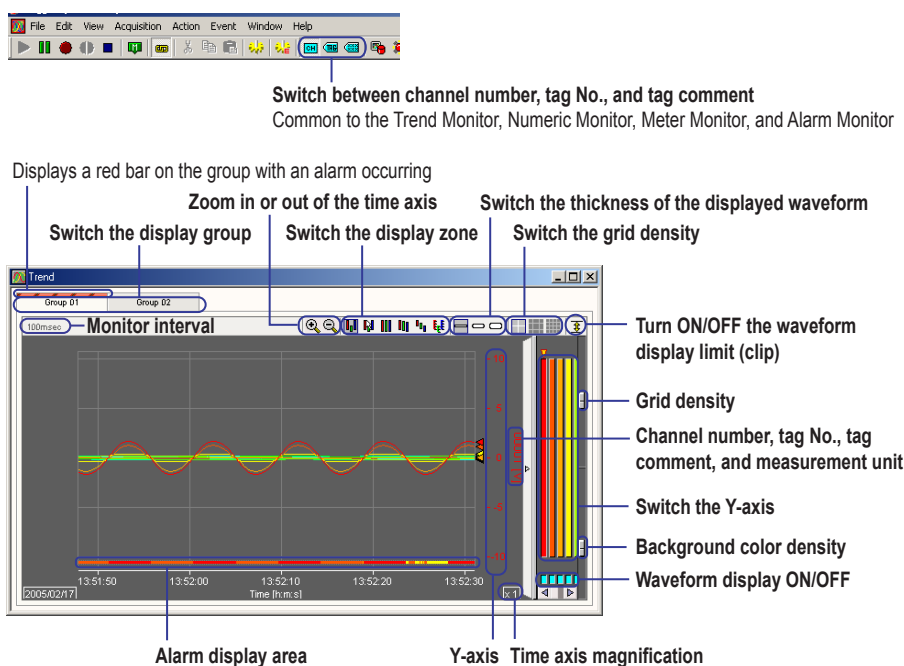 File Edit View Acquisition Action Event Window Help
CH
Switch between channel number, tag No., and tag comment
Common to the Trend Monitor, Numeric Monitor, Meter Monitor, and Alarm Monitor
Displays a red bar on the group with an alarm occurring
Zoom in or out of the time axis
Switch the thickness of the displayed waveform
Switch the display group
Switch the display zone
Switch the grid density
Trend
Group 01
Group 02
100msec
Monitor interval
Turn ON/OFF the waveform
display limit (clip)
10
Grid density
5
Channel number, tag No., tag
comment, and measurement unit
0
Switch the Y-axis
-5
Background color density
-10
Waveform display ON/OFF
13:51:50 13:52:00 13:52:10 13:52:20 13:52:30
2005/02/17
Time [h:m:s]
x 1
Alarm display area
Y-axis
Time axis magnification